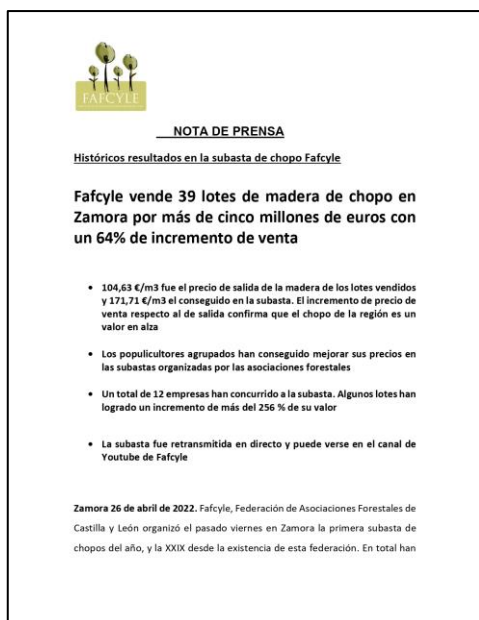 FAFCYLE
NOTA DE PRENSA
Históricos resultados en la subasta de chopo Fafcyle
Fafcyle vende 39 lotes de madera de chopo en
Zamora por más de cinco millones de euros con
un 64% de incremento de venta
• 104,63 €/m3 fue el precio de salida de la madera de los lotes vendidos
y 171,71 €/m3 el conseguido en la subasta. El incremento de precio de
venta respecto al de salida confirma que el chopo de la región es un
valor en alza
• Los populicultores agrupados han conseguido mejorar sus precios en
las subastas organizadas por las asociaciones forestales
• Un total de 12 empresas han concurrido a la subasta. Algunos lotes han
logrado un incremento de más del 256 % de su valor
• La subasta fue retransmitida en directo y puede verse en el canal de
Youtube de Fafcyle
Zamora 26 de abril de 2022. Fafcyle, Federación de Asociaciones Forestales de
Castilla y León organizó el pasado viernes en Zamora la primera subasta de
chopos del año, y la XXIX desde la existencia de esta federación. En total han